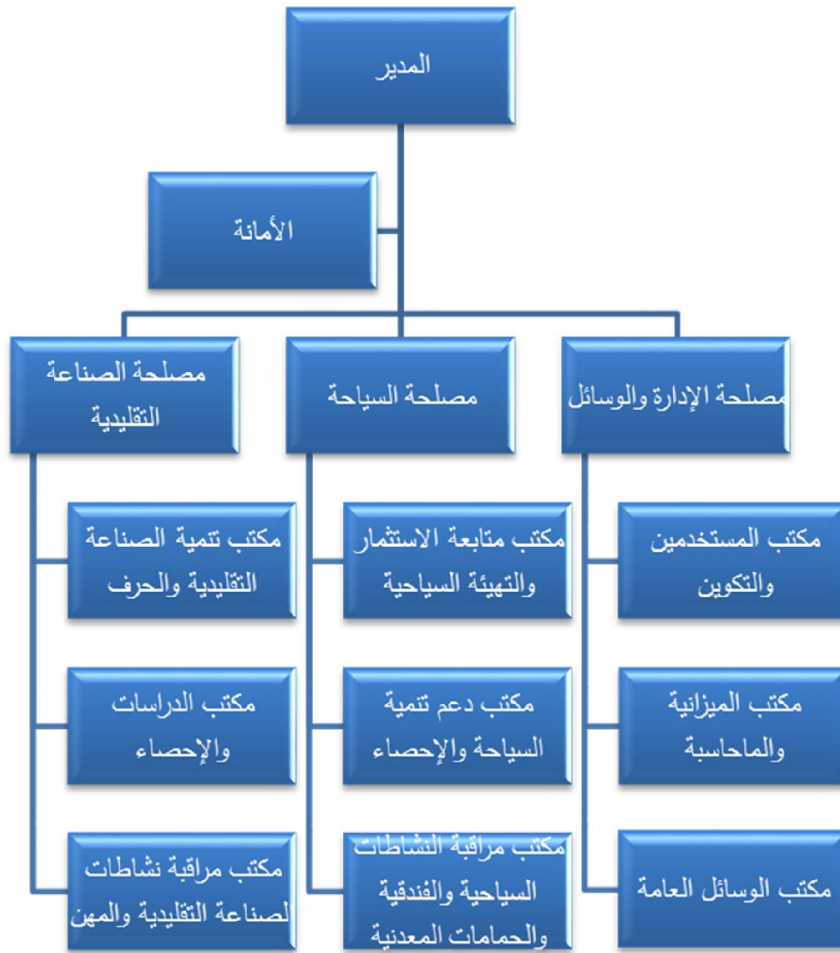 المدير
الأمانة
مصلحة الإدارة والوسائل
مصلحة السياحة
مصلحة الصناعة
التقليدية
مكتب المستخدمين
والتكوين
مكتب متابعة الاستثمار
والتهيئة السياحية
مكتب تنمية الصناعة
التقليدية والحرف
مكتب الميزانية
والماحاسبة
مكتب دعم تنمية
السياحة والإحصاء
مكتب الدراسات
والإحصاء
مكتب الوسائل العامة
مكتب مراقبة النشاطات
السياحية والفندقية
والحمامات المعدنية
مكتب مراقبة نشاطات
الصناعة التقليدية والمهن